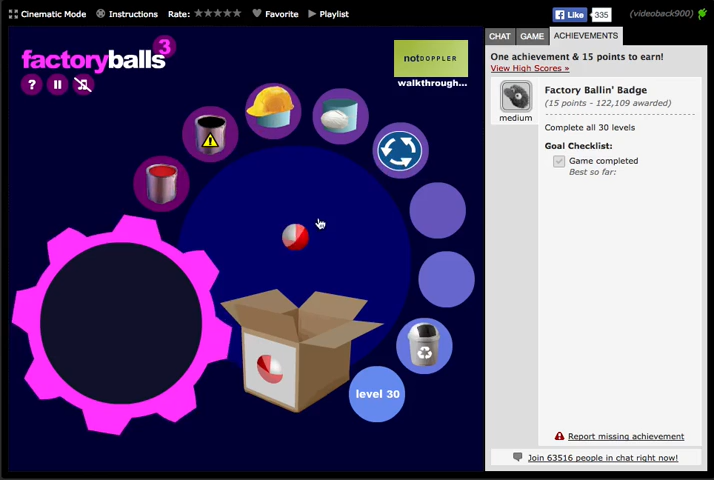 Cinematic Mode Instructions Rate: Favorite Playlist Like 335 (videoback900)
factoryballs 3
?
notDOPPLER
walkthrough...
level 30
CHAT GAME ACHIEVEMENTS
One achievement & 15 points to earn!
View High Scores »
medium
Factory Ballin' Badge
(15 points - 122,109 awarded)
Complete all 30 levels
Goal Checklist:
Game completed
Best so far:
Report missing achievement
Join 63516 people in chat right now!